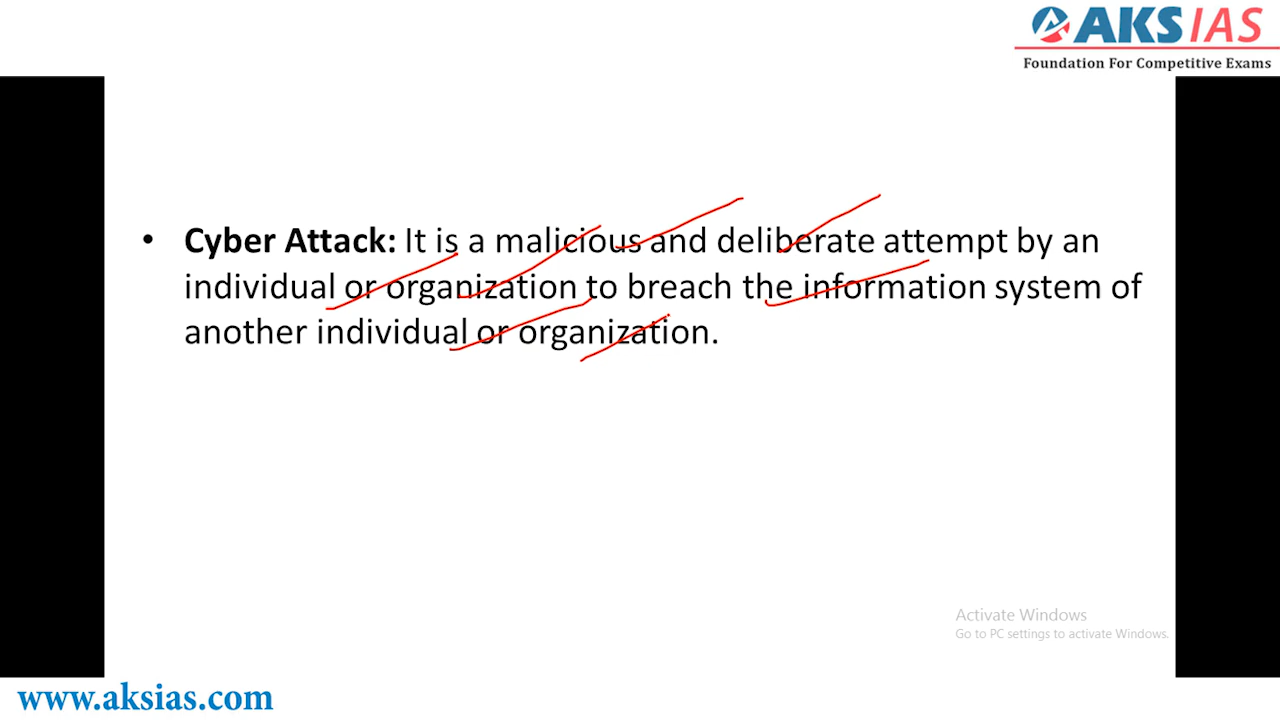 AKS IAS
Foundation For Competitive Exams
• Cyber Attack: It is a malicious and deliberate attempt by an
individual or organization to breach the information system of
another individual or organization.
Activate Windows
Go to PC settings to activate Windows.
www.aksias.com